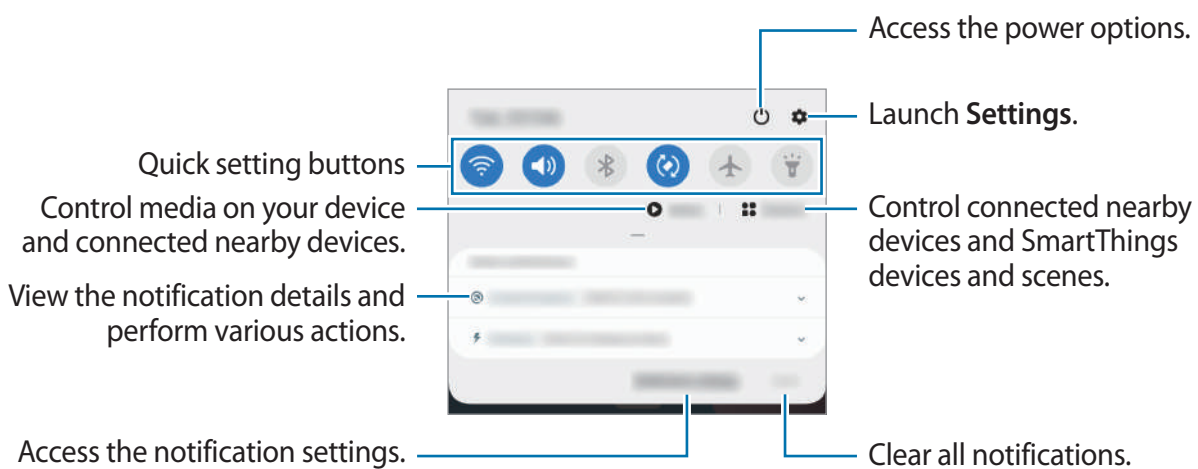 Access the power options.
Launch Settings.
Quick setting buttons
Control media on your device
and connected nearby devices.
Control connected nearby
devices and SmartThings
devices and scenes.
View the notification details and
perform various actions.
Access the notification settings.
Clear all notifications.